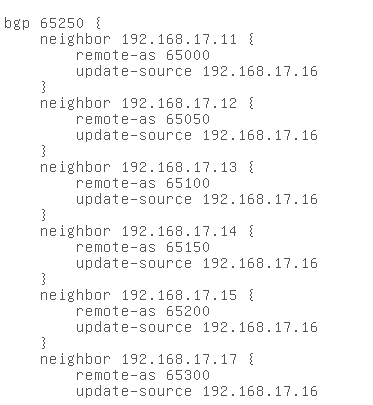 bgp 65250 {
neighbor 192.168.17.11 {
remote-as 65000
update-source 192.168.17.16
}
neighbor 192.168.17.12 {
remote-as 65050
update-source 192.168.17.16
}
neighbor 192.168.17.13 {
remote-as 65100
update-source 192.168.17.16
}
neighbor 192.168.17.14 {
remote-as 65150
update-source 192.168.17.16
}
neighbor 192.168.17.15 {
remote-as 65200
update-source 192.168.17.16
}
neighbor 192.168.17.17 {
remote-as 65300
update-source 192.168.17.16